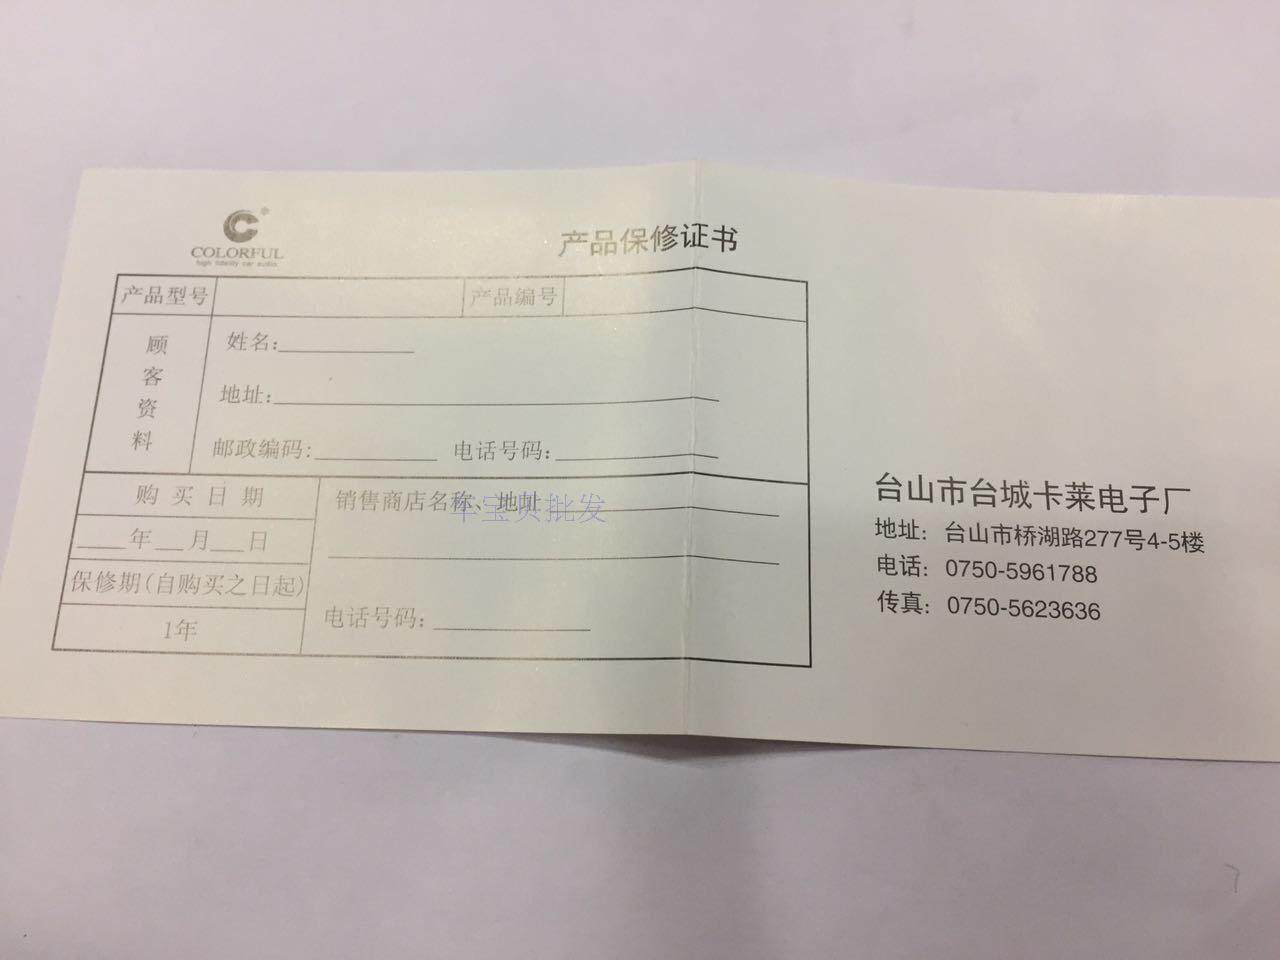 COLORFUL
high fidelity car audio
产品保修证书
产品型号 产品编号
顾客资料
姓名:
地址:
邮政编码: 电话号码:
购买日期
年 月 日
保修期(自购买之日起)
1年
销售商店名称、地址
车宝贝批发
电话号码:
台山市台城卡莱电子厂
地址: 台山市桥湖路277号4-5楼
电话: 0750-5961788
传真: 0750-5623636